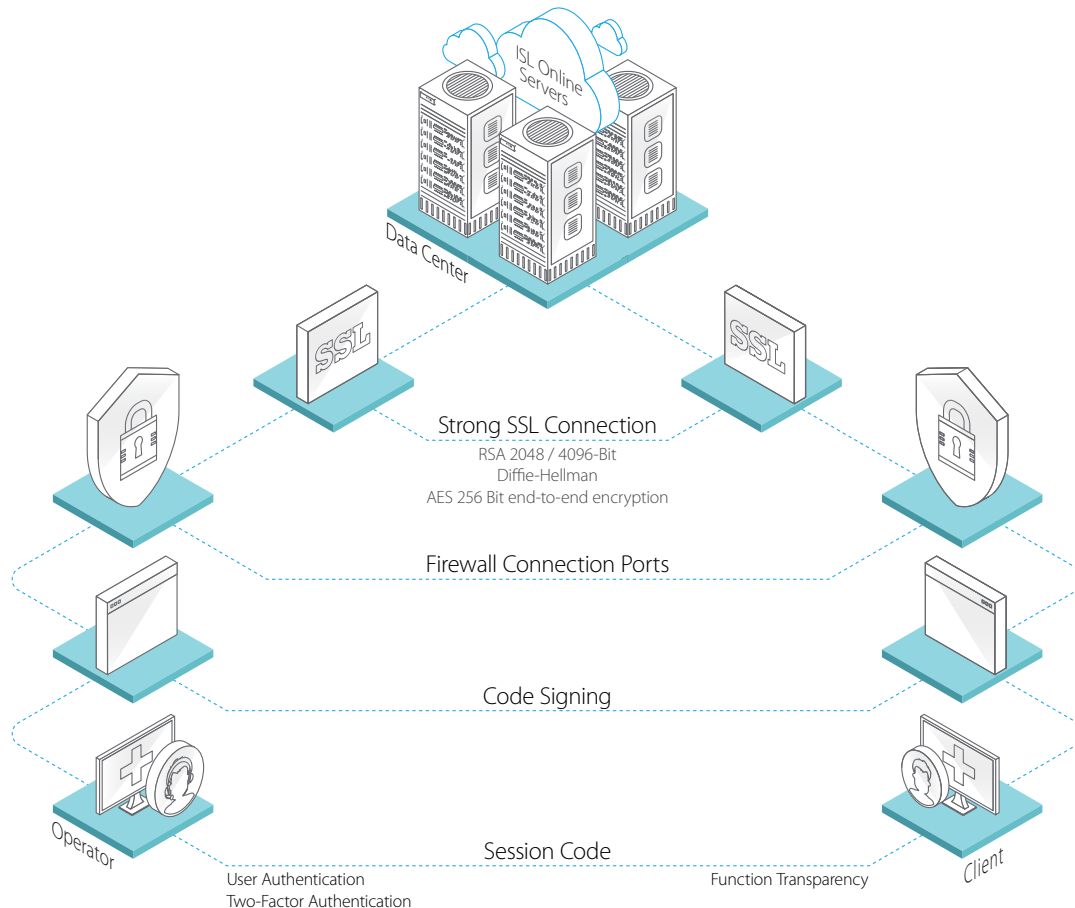 ISL Online
Servers
Data Center
SSL
SSL
Strong SSL Connection
RSA 2048 / 4096-Bit
Diffie-Hellman
AES 256 Bit end-to-end encryption
Firewall Connection Ports
Code Signing
Operator
Session Code
Client
User Authentication
Function Transparency
Two-Factor Authentication